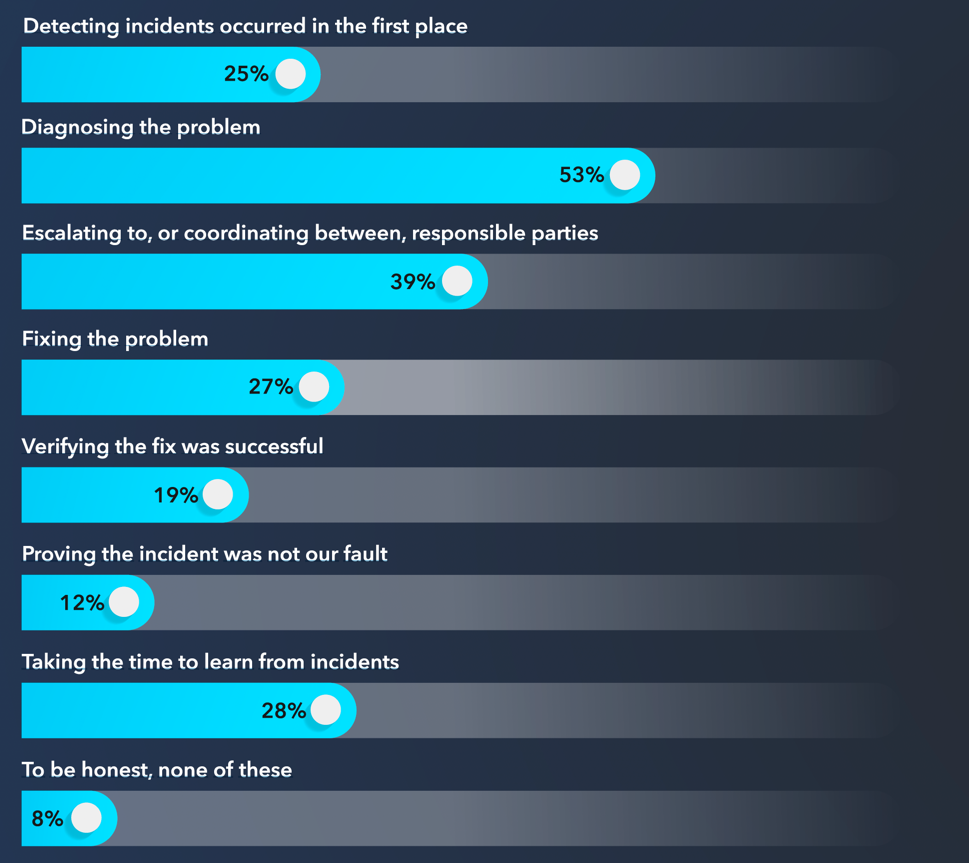 Detecting incidents occurred in the first place
25%
Diagnosing the problem
53%
Escalating to, or coordinating between, responsible parties
39%
Fixing the problem
27%
Verifying the fix was successful
19%
Proving the incident was not our fault
12%
Taking the time to learn from incidents
28%
To be honest, none of these
8%